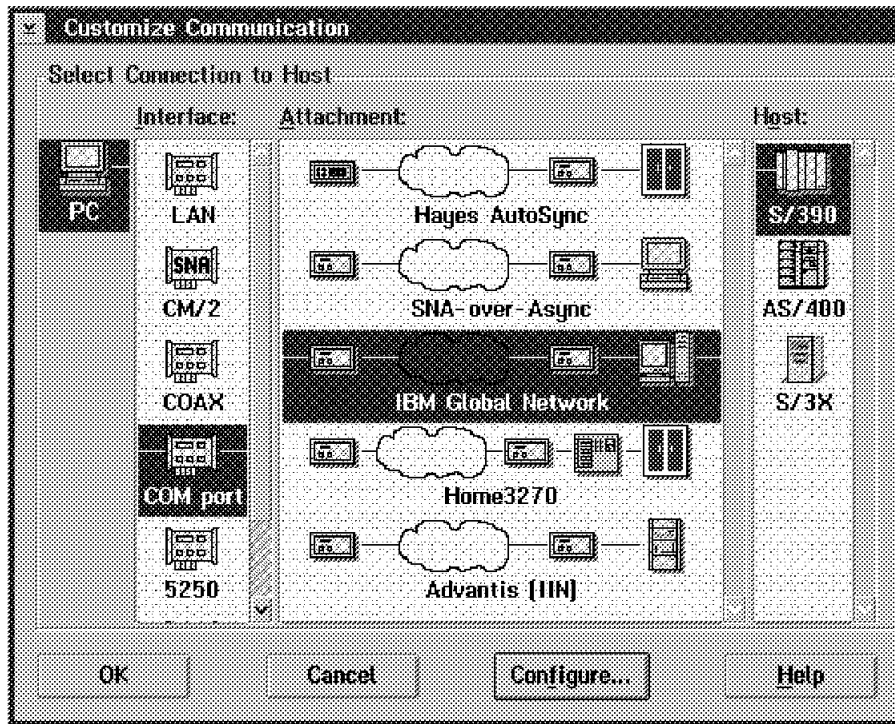 Customize Communication
Select Connection to Host
Interface:
Attachment:
Host:
PC
LAN
CM/2
SNA
COAX
COM port
5250
Hayes AutoSync
SNA-over-Async
IBM Global Network
Home3270
Advantis (IIN)
S/390
AS/400
S/3X
OK
Cancel
Configure...
Help